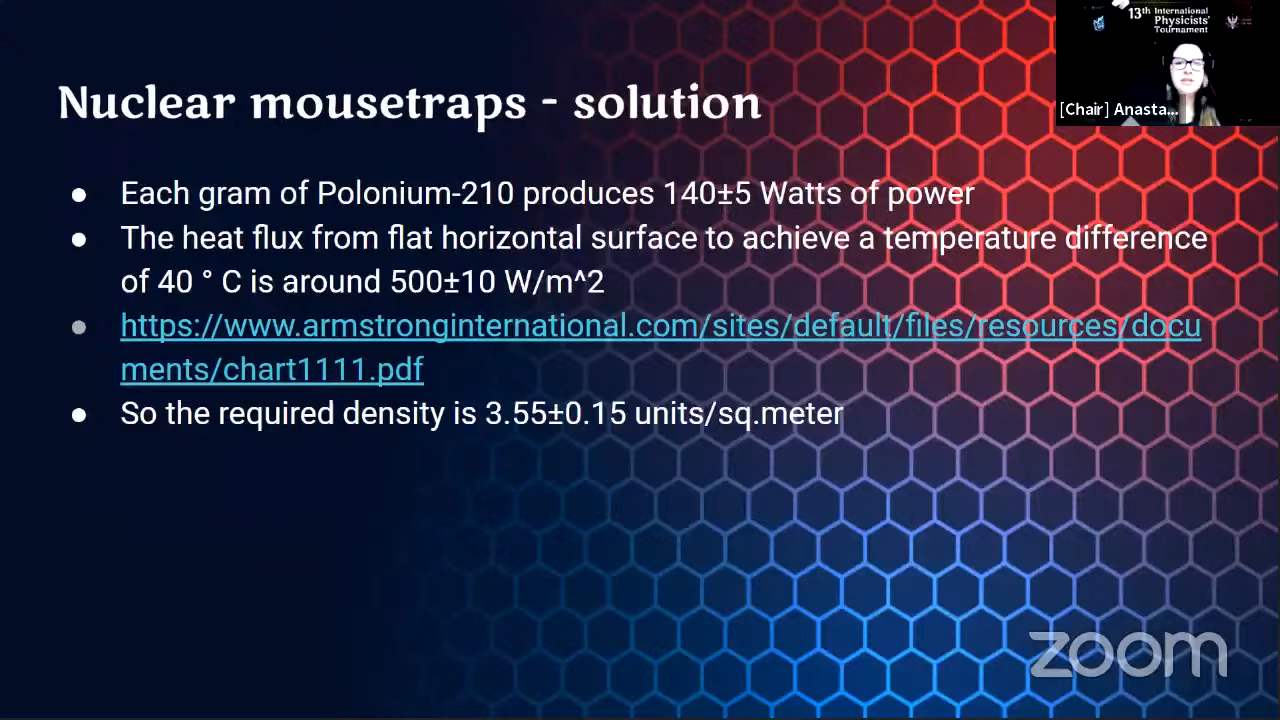 Nuclear mousetraps - solution
● Each gram of Polonium-210 produces 140±5 Watts of power
● The heat flux from flat horizontal surface to achieve a temperature difference
of 40 ° C is around 500±10 W/m^2
● https://www.armstronginternational.com/sites/default/files/resources/docu
ments/chart1111.pdf
● So the required density is 3.55±0.15 units/sq.meter
13th International
Physicists'
Tournament
[Chair] Anasta...
zoom